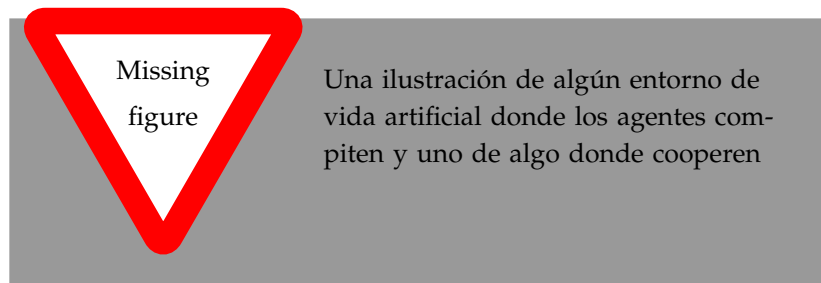 Missing
figure
Una ilustración de algún entorno de
vida artificial donde los agentes com-
piten y uno de algo donde cooperen